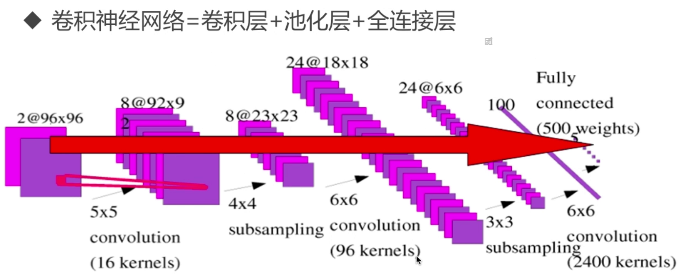 ◆ 卷积神经网络=卷积层+池化层+全连接层
2@96x96
8@92x9
2
8@23x23
24@18x18
24@6x6
100
Fully
connected
(500 weights)
5
5x5
convolution
(16 kernels)
4x4
subsampling
6x6
convolution
(96 kernels)
3x3
subsampling
6x6
convolution
(2400 kernels)